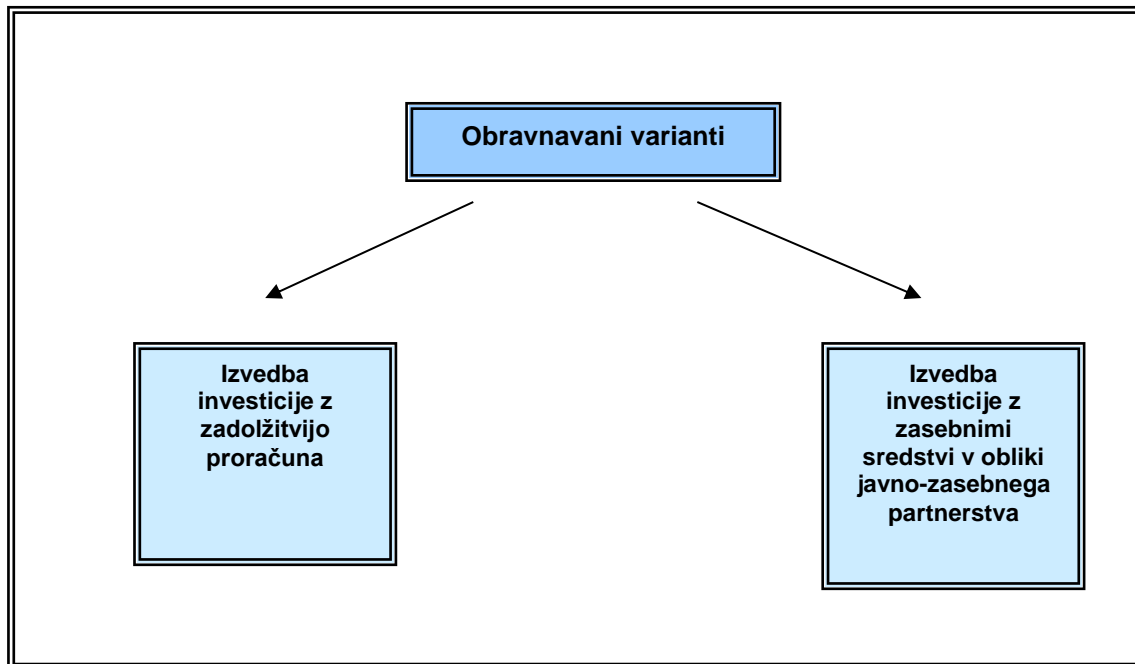 Obravnavani varianti
Izvedba
investicije z
zadolžitvijo
proračuna
Izvedba
investicije z
zasebnimi
sredstvi v obliki
javno-zasebnega
partnerstva